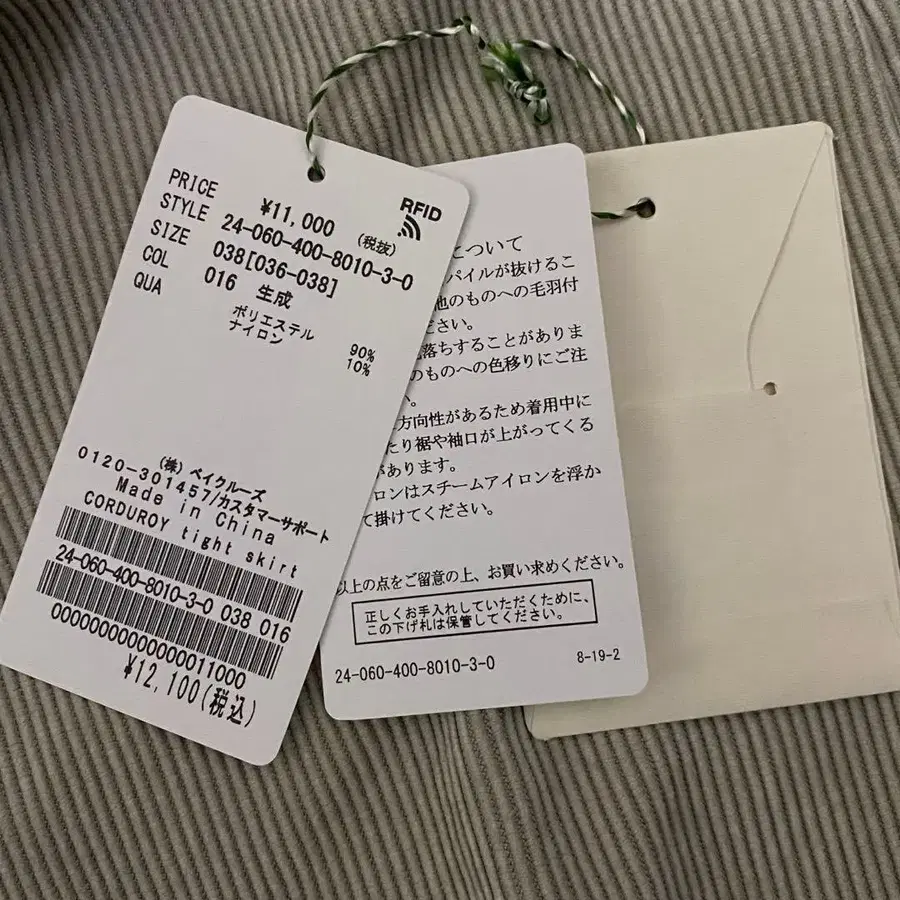 PRICE ¥11,000 (税抜)
STYLE 24-060-400-8010-3-0
SIZE 038[036-038]
COL 016 生成
QUA
ポリエステル 90%
ナイロン 10%
RFID
(株) ベイクルーズ
0120-301457/カスタマーサポート
Made in China
CORDUROY tight skirt
24-060-400-8010-3-0 038 016
0000000000000011000
¥12,100(税込)
について
パイルが抜けるこ
他のものへの毛羽付
ださい。
落ちすることがありま
のものへの色移りにご注
い。
方向性があるため着用中に
たり裾や袖口が上がってくる
があります。
ロンはスチームアイロンを浮か
て掛けてください。
以上の点をご留意の上、お買い求めください。
正しくお手入れしていただくために、
この下げ札は保管してください。
24-060-400-8010-3-0 8-19-2